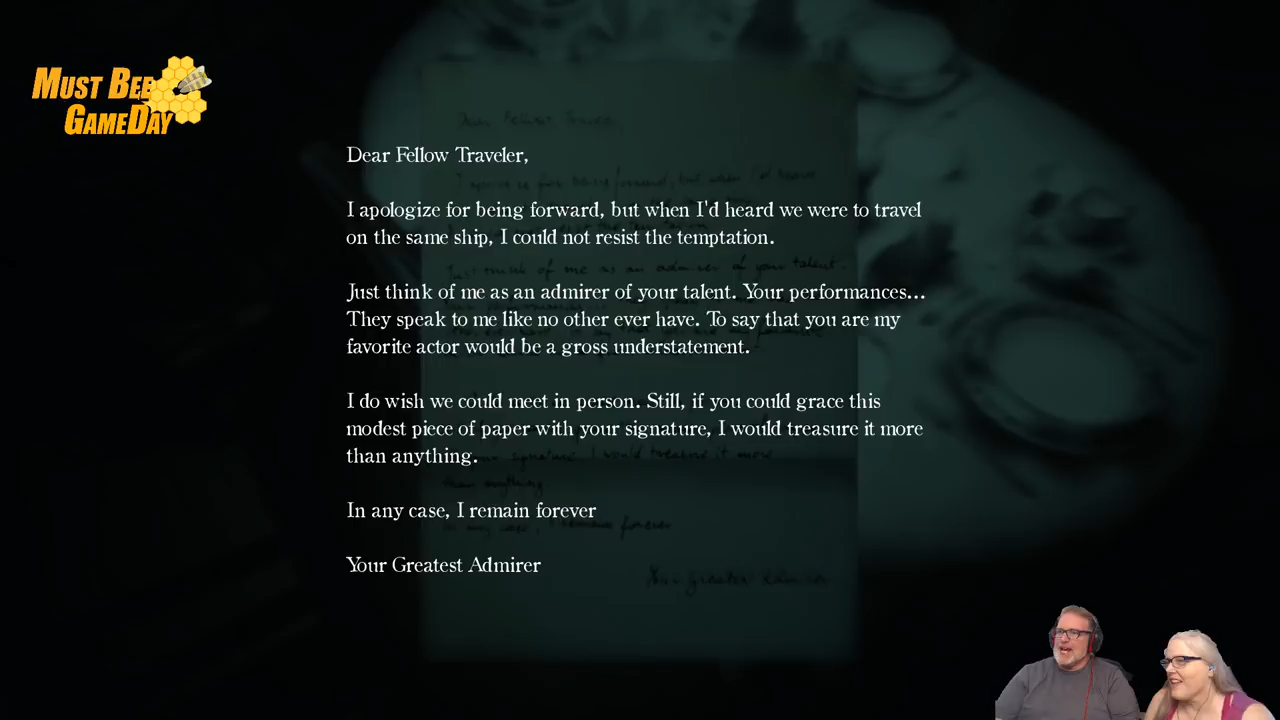 MUST BEE
GAMEDAY
Dear Fellow Traveler,
I apologize for being forward, but when I'd heard we were to travel
on the same ship, I could not resist the temptation.
Just think of me as an admirer of your talent. Your performances...
They speak to me like no other ever have. To say that you are my
favorite actor would be a gross understatement.
I do wish we could meet in person. Still, if you could grace this
modest piece of paper with your signature, I would treasure it more
than anything.
In any case, I remain forever
Your Greatest Admirer